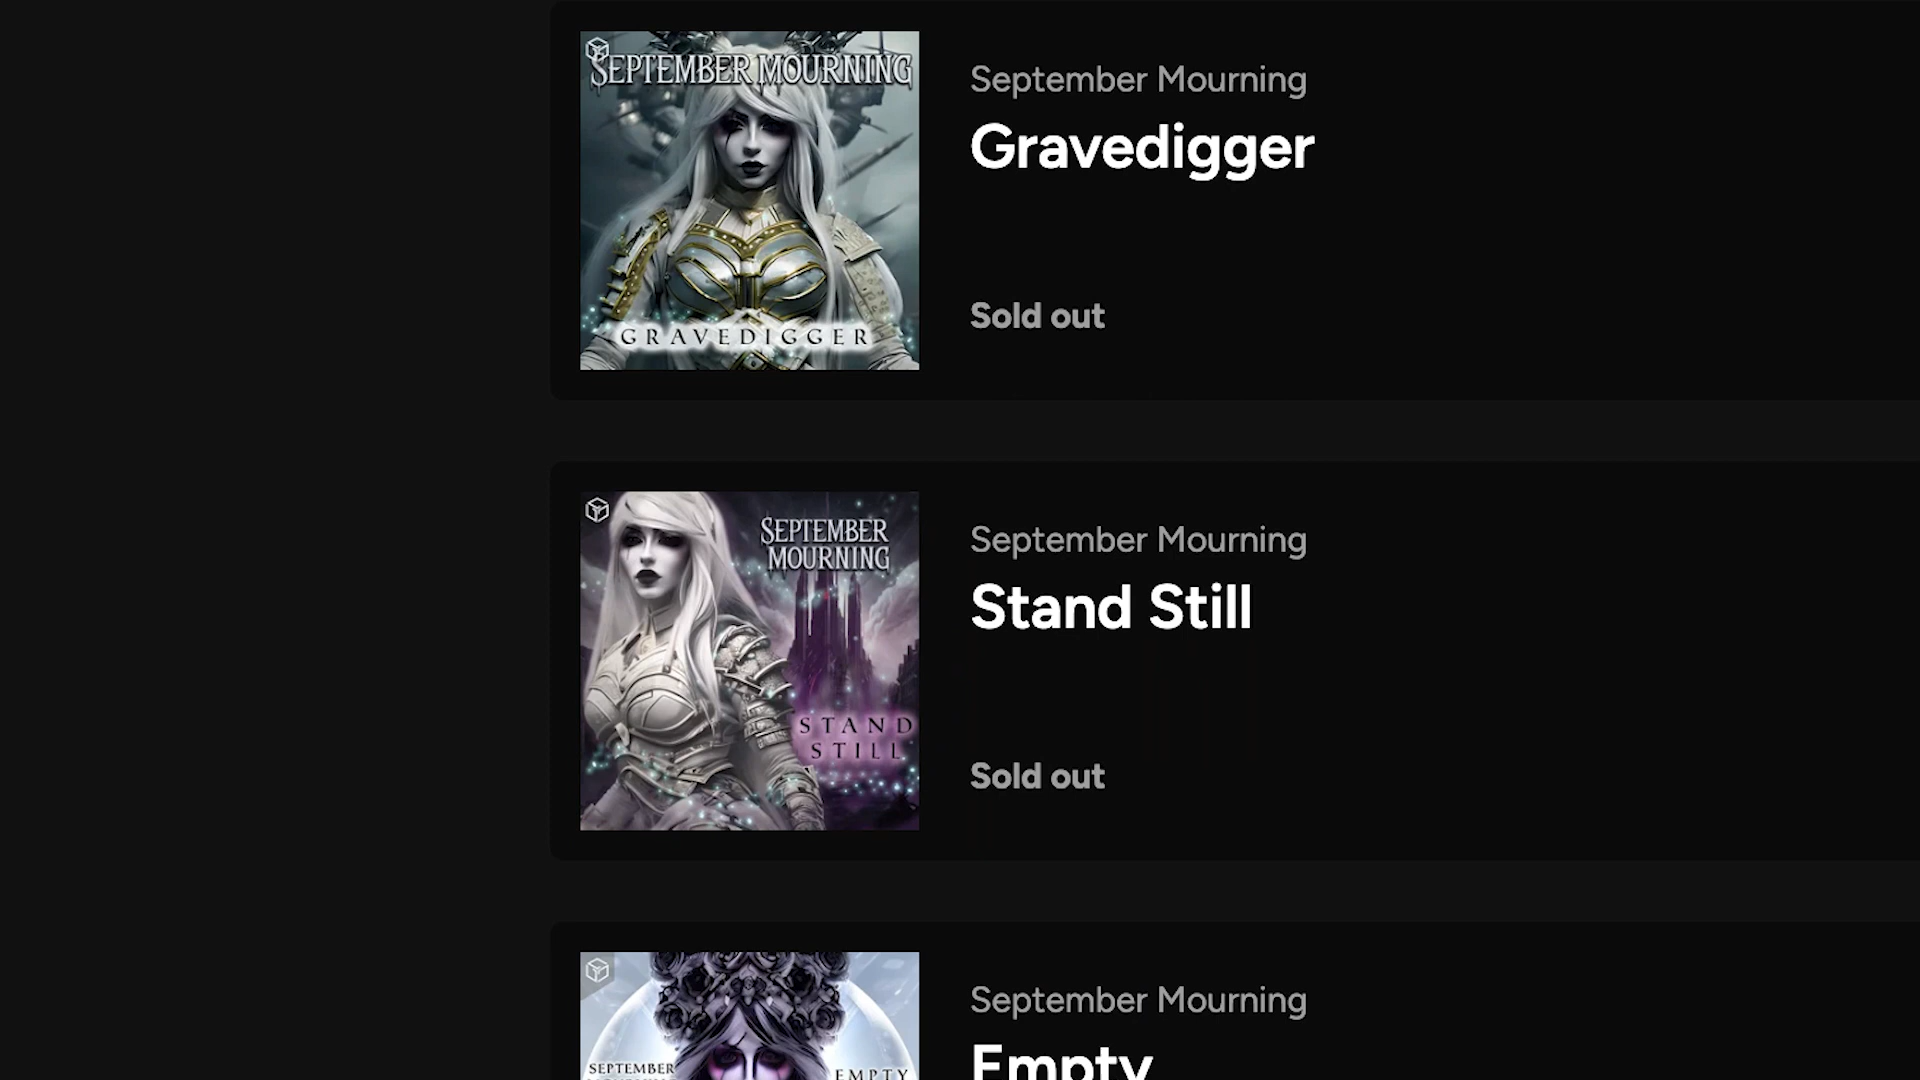 SEPTEMBER MOURNING
GRAVEDIGGER
September Mourning
Gravedigger
Sold out
SEPTEMBER
MOURNING
STAND
STILL
September Mourning
Stand Still
Sold out
SEPTEMBER
EMPTY
September Mourning
Empty